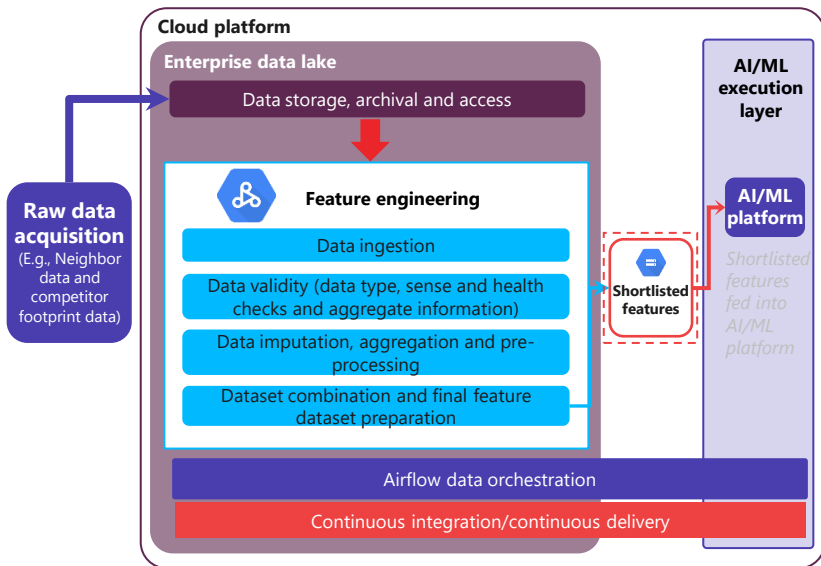 Cloud platform
Enterprise data lake
Data storage, archival and access
AI/ML
execution
layer
Raw data
acquisition
(E.g., Neighbor
data and
competitor
footprint data)
Feature engineering
Data ingestion
Data validity (data type, sense and health
checks and aggregate information)
Data imputation, aggregation and pre-
processing
Dataset combination and final feature
dataset preparation
Shortlisted
features
AI/ML
platform
Shortlisted
features
fed into
AI/ML
platform
Airflow data orchestration
Continuous integration/continuous delivery